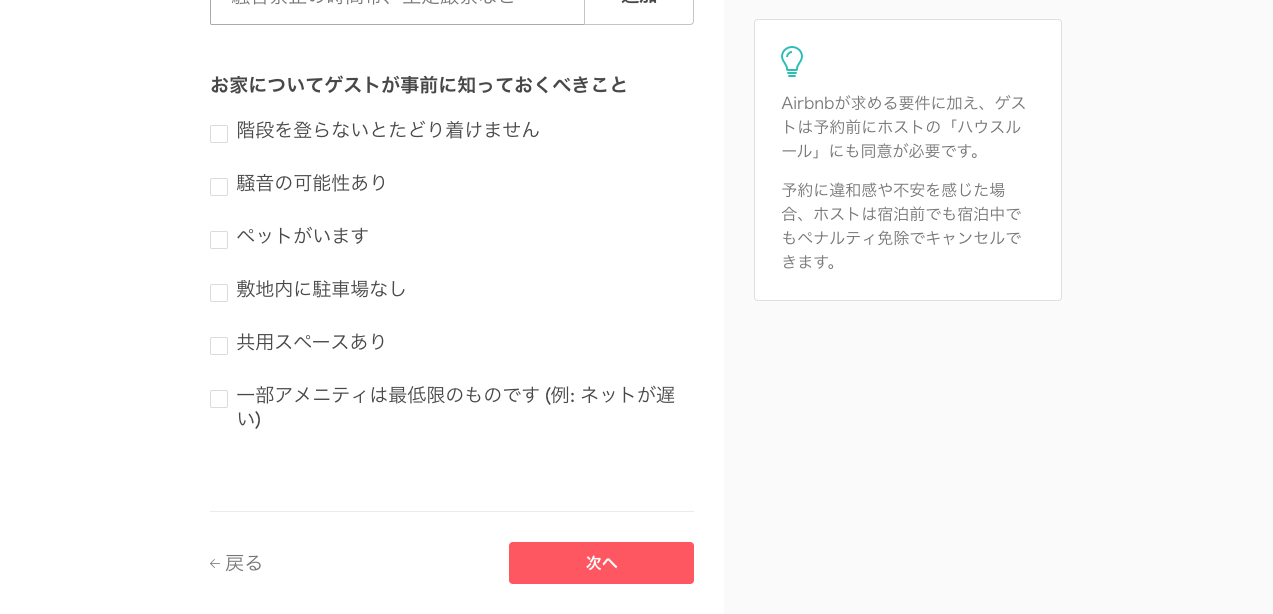 お家についてゲストが事前に知っておくべきこと
階段を登らないとたどり着けません
騒音の可能性あり
ペットがいます
敷地内に駐車場なし
共用スペースあり
一部アメニティは最低限のものです (例: ネットが遅
い)
← 戻る
次へ
Airbnbが求める要件に加え、ゲス
トは予約前にホストの「ハウスル
ール」にも同意が必要です。
予約に違和感や不安を感じた場
合、ホストは宿泊前でも宿泊中で
もペナルティ免除でキャンセルで
きます。